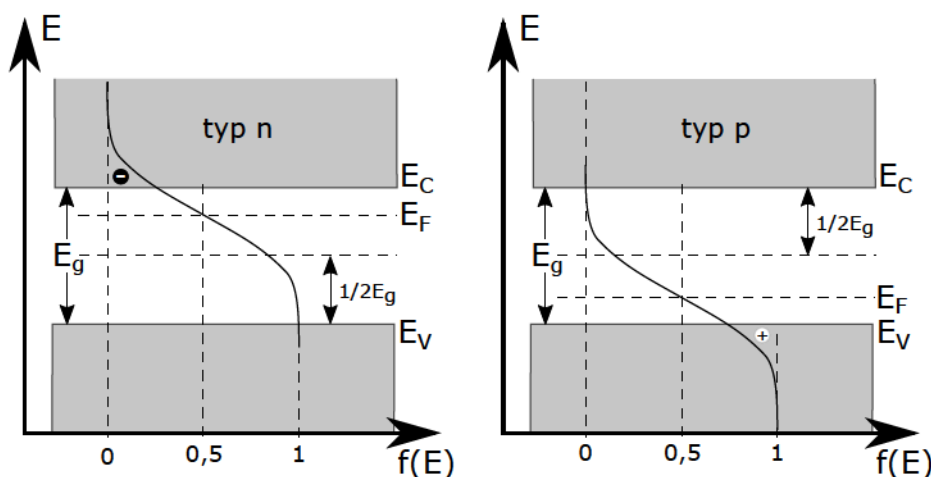 E
typ n
E_C
E_F
E_g
1/2E_g
E_V
0
0,5
1
f(E)
E
typ p
E_C
1/2E_g
E_g
E_F
E_V
+
0
0,5
1
f(E)